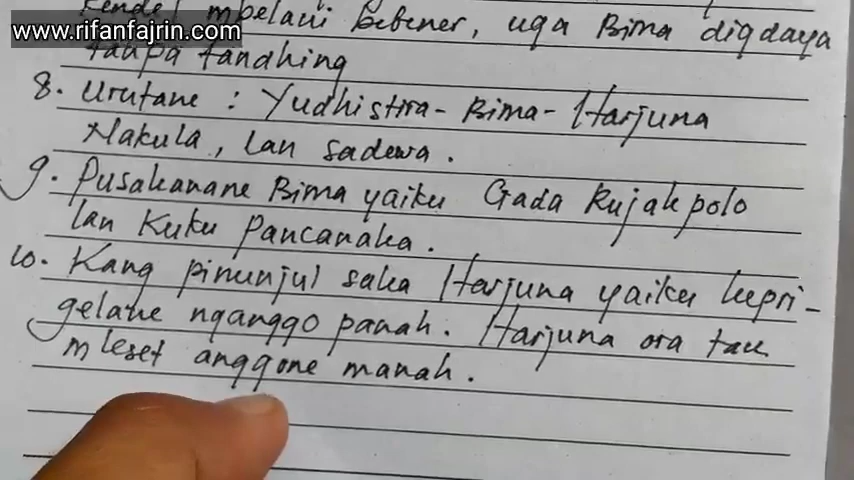 kendel mbelani bebener, uga Bima digdaya
www.rifanfajrin.com
tanpa tandhing
8. Urutane : Yudhistira - Bima - Harjuna
Nakula, lan sadewa.
9. Pusakanane Bima yaiku Gada Rujakpolo
lan Kuku Pancanaka.
10. Kang pinunjul saka Harjuna yaiku kepri-
gelane nganggo panah. Harjuna ora tau
mleset anggone manah.